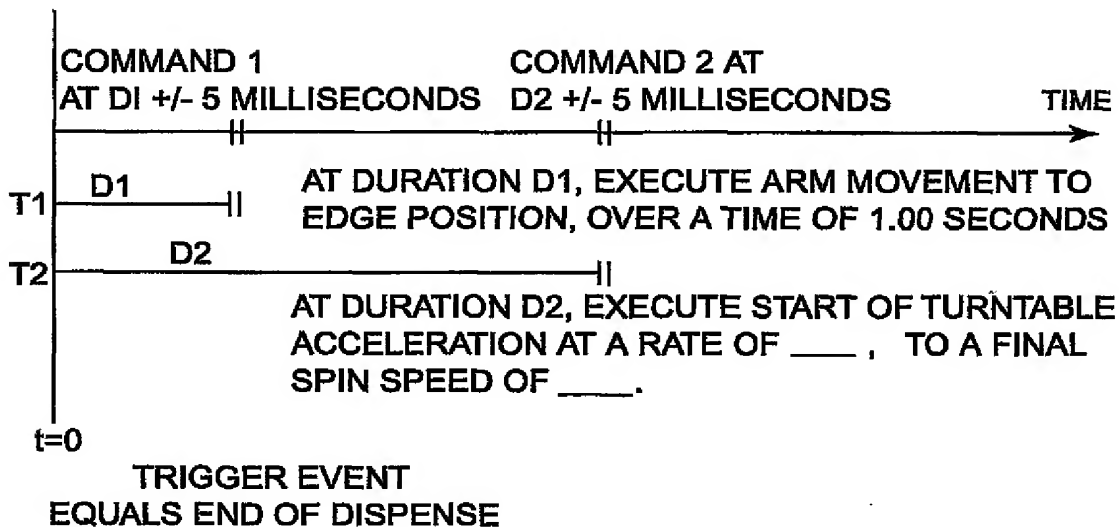 COMMAND 1
AT DI +/- 5 MILLISECONDS
COMMAND 2 AT
D2 +/- 5 MILLISECONDS
TIME
T1
D1
AT DURATION D1, EXECUTE ARM MOVEMENT TO
EDGE POSITION, OVER A TIME OF 1.00 SECONDS
T2
D2
AT DURATION D2, EXECUTE START OF TURNTABLE
ACCELERATION AT A RATE OF ____ , TO A FINAL
SPIN SPEED OF ____.
t=0
TRIGGER EVENT
EQUALS END OF DISPENSE